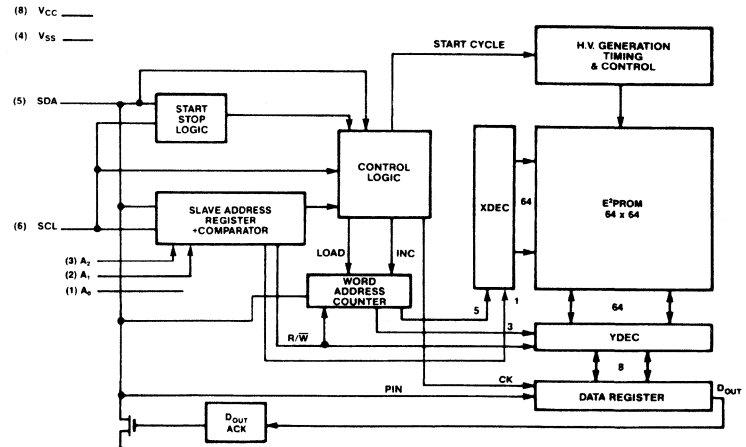 (8) VCC
(4) VSS
START CYCLE
H.V. GENERATION
TIMING
& CONTROL
(5) SDA
START
STOP
LOGIC
CONTROL
LOGIC
XDEC
64
E²PROM
64 x 64
SLAVE ADDRESS
REGISTER
+COMPARATOR
(6) SCL
(3) A₂
(2) A₁
(1) A₀
LOAD
INC
WORD
ADDRESS
COUNTER
5
1
64
R/W̅
3
YDEC
8
CK
PIN
DATA REGISTER
DOUT
DOUT
ACK